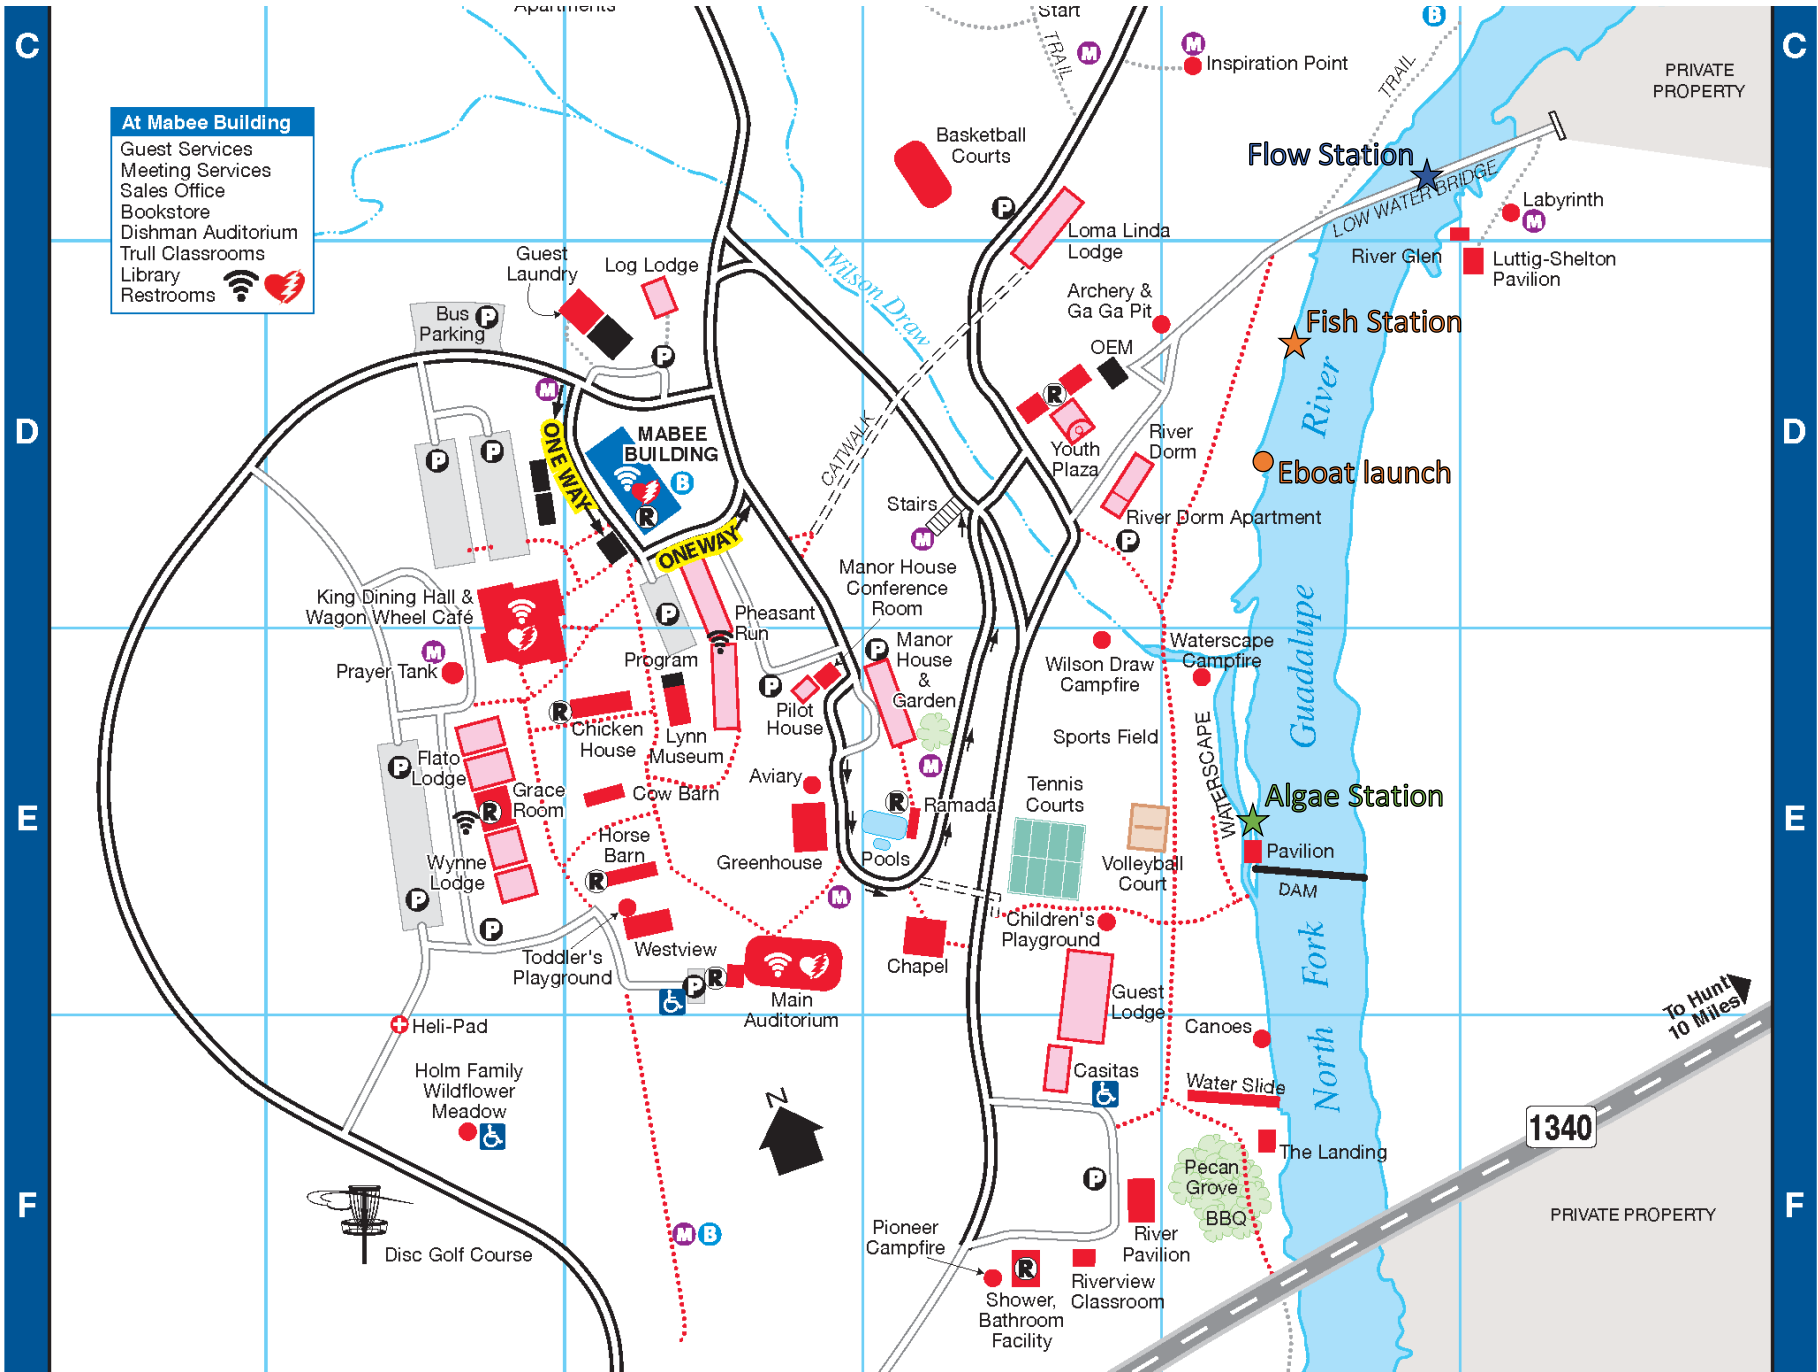 Apartments
Start
C
C
TRAIL
M
M
Inspiration Point
B
TRAIL
PRIVATE
PROPERTY
At Mabee Building
Guest Services
Meeting Services
Sales Office
Bookstore
Dishman Auditorium
Trull Classrooms
Library
Restrooms
Basketball
Courts
P
Flow Station
LOW WATER BRIDGE
Labyrinth
M
Loma Linda
Lodge
River Glen
Luttig-Shelton
Pavilion
Guest
Laundry
Log Lodge
Wilson Draw
Bus
Parking
P
P
Archery &
Ga Ga Pit
Fish Station
OEM
R
M
ONE WAY
MABEE
BUILDING
B
R
ONEWAY
CATWALK
Youth
Plaza
River
Dorm
River
D
D
P
P
Eboat launch
Stairs
M
River Dorm Apartment
P
Manor House
Conference
Room
King Dining Hall &
Wagon Wheel Café
P
Pheasant
Run
Guadalupe
M
Prayer Tank
Program
P
Manor
House
&
Garden
Wilson Draw
Campfire
Waterscape
Campfire
P
Pilot
House
R
Chicken
House
Lynn
Museum
Sports Field
WATERSCAPE
Flato
Lodge
P
M
Aviary
Grace
Room
R
Cow Barn
R
Ramada
Tennis
Courts
Algae Station
E
E
Horse
Barn
Greenhouse
Pools
Volleyball
Court
Pavilion
DAM
Wynne
Lodge
R
P
M
P
Toddler's
Playground
Westview
Chapel
Children's
Playground
P
R
Main
Auditorium
Guest
Lodge
North Fork
To Hunt
10 Miles
Heli-Pad
Canoes
Holm Family
Wildflower
Meadow
N
Casitas
Water Slide
1340
The Landing
Pecan
Grove
BBQ
P
F
F
PRIVATE PROPERTY
Disc Golf Course
M B
Pioneer
Campfire
River
Pavilion
R
Riverview
Classroom
Shower,
Bathroom
Facility